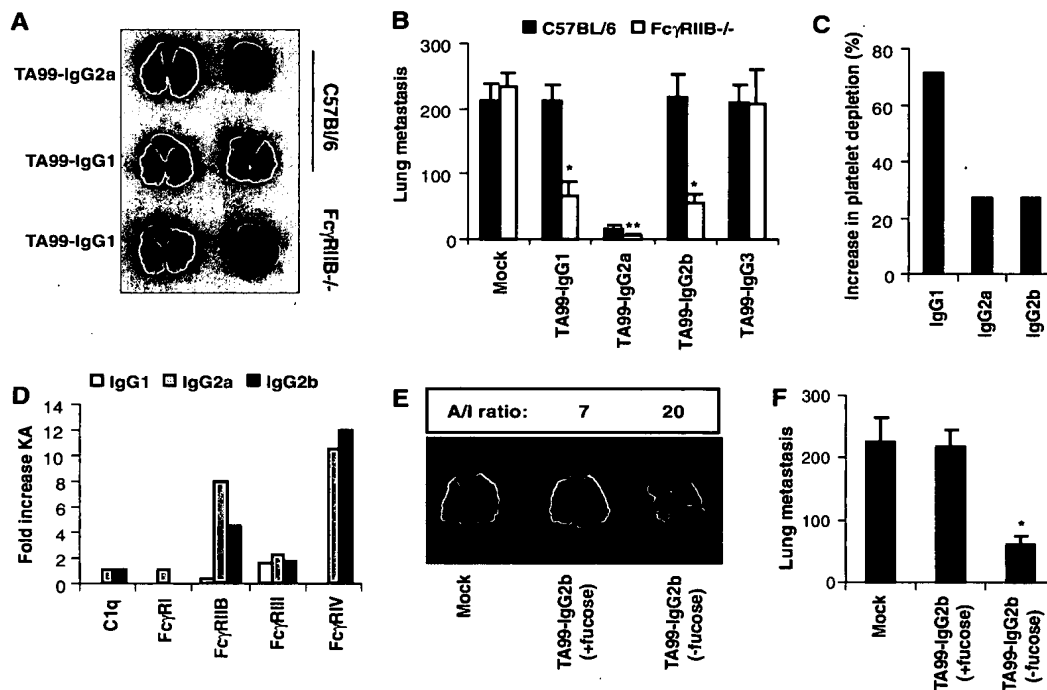 A
TA99-IgG2a
TA99-IgG1
TA99-IgG1
C57Bl/6
FcγRIIB-/-
B
C57BL/6 FcγRIIB-/-
Lung metastasis
300
200
100
0
*
**
*
Mock
TA99-IgG1
TA99-IgG2a
TA99-IgG2b
TA99-IgG3
C
Increase in platelet depletion (%)
80
60
40
20
0
IgG1
IgG2a
IgG2b
D
IgG1 IgG2a IgG2b
Fold increase KA
14
12
10
8
6
4
2
0
C1q
FcγRI
FcγRIIB
FcγRIII
FcγRIV
E
A/I ratio: 7 20
Mock
TA99-IgG2b
(+fucose)
TA99-IgG2b
(-fucose)
F
Lung metastasis
300
200
100
0
*
Mock
TA99-IgG2b
(+fucose)
TA99-IgG2b
(-fucose)